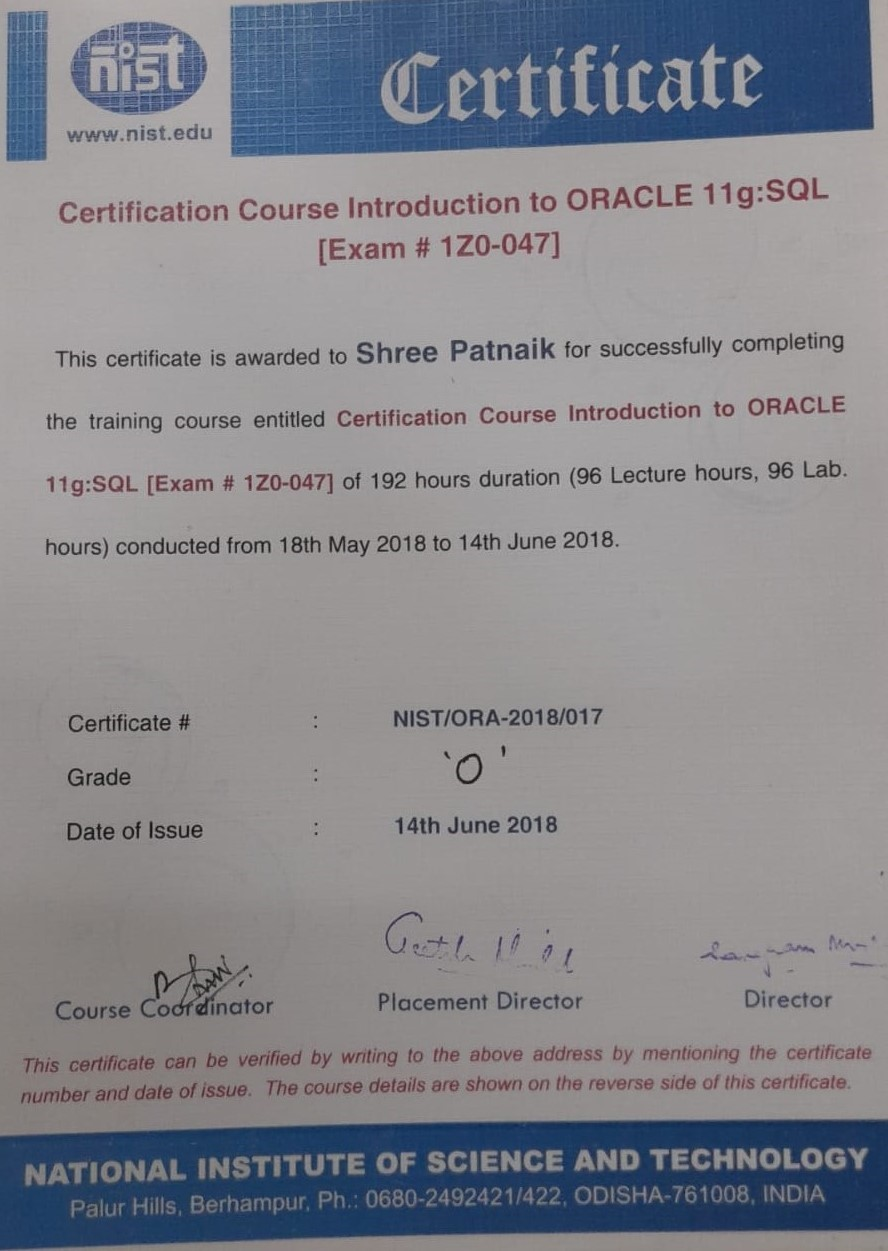 nist
www.nist.edu
Certificate
Certification Course Introduction to ORACLE 11g:SQL
[Exam # 1Z0-047]
This certificate is awarded to Shree Patnaik for successfully completing
the training course entitled Certification Course Introduction to ORACLE
11g:SQL [Exam # 1Z0-047] of 192 hours duration (96 Lecture hours, 96 Lab.
hours) conducted from 18th May 2018 to 14th June 2018.
Certificate # : NIST/ORA-2018/017
Grade : 'O'
Date of Issue : 14th June 2018
Course Coordinator Placement Director Director
This certificate can be verified by writing to the above address by mentioning the certificate
number and date of issue. The course details are shown on the reverse side of this certificate.
NATIONAL INSTITUTE OF SCIENCE AND TECHNOLOGY
Palur Hills, Berhampur, Ph.: 0680-2492421/422, ODISHA-761008, INDIA